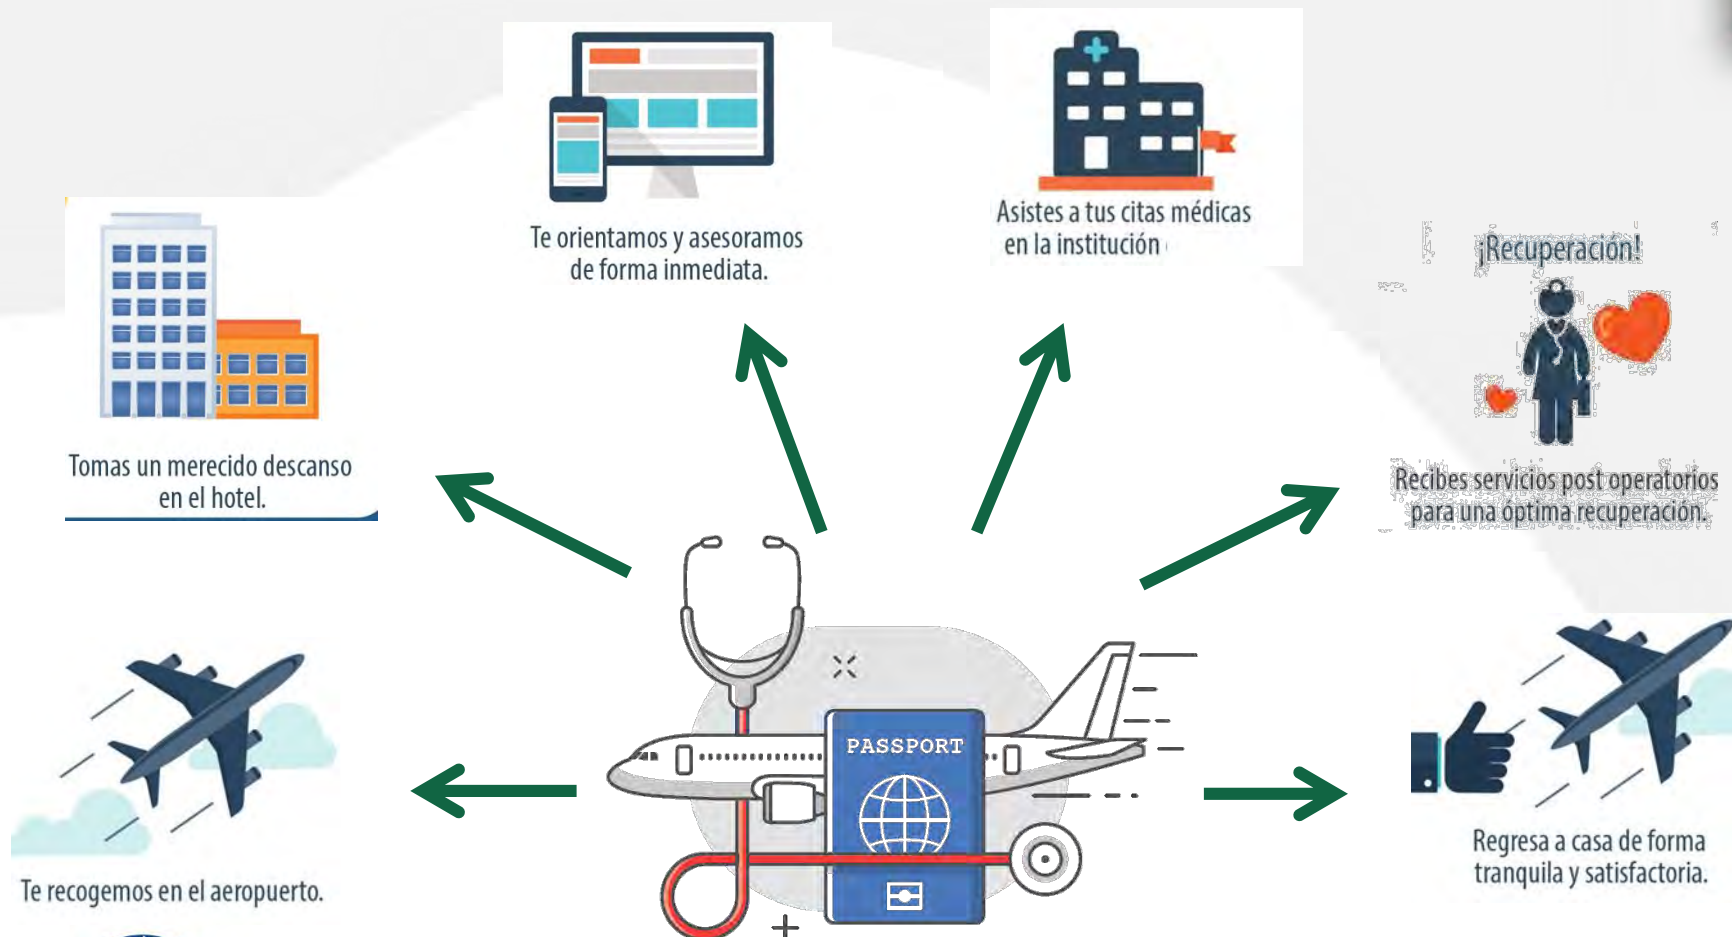 Te orientamos y asesoramos
de forma inmediata.
Asistes a tus citas médicas
en la institución
¡Recuperación!
Recibes servicios post operatorios
para una óptima recuperación.
Tomas un merecido descanso
en el hotel.
PASSPORT
Te recogemos en el aeropuerto.
Regresa a casa de forma
tranquila y satisfactoria.